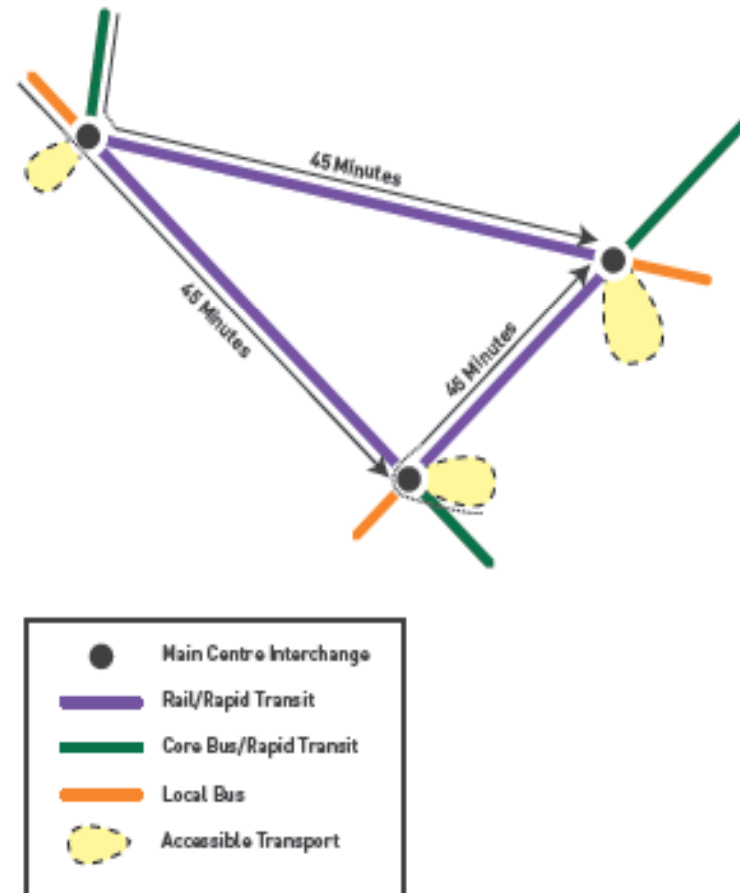 45 Minutes
45 Minutes
45 Minutes
Main Centre Interchange
Rail/Rapid Transit
Core Bus/Rapid Transit
Local Bus
Accessible Transport